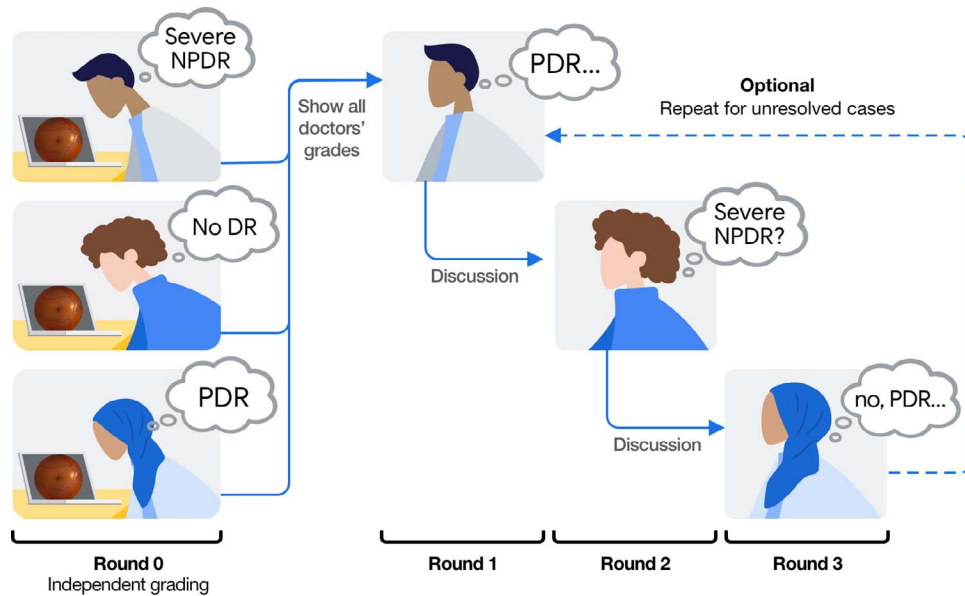 Severe
NPDR
No DR
PDR
Show all
doctors'
grades
PDR...
Discussion
Severe
NPDR?
Discussion
no, PDR...
Optional
Repeat for unresolved cases
Round 0
Independent grading
Round 1
Round 2
Round 3